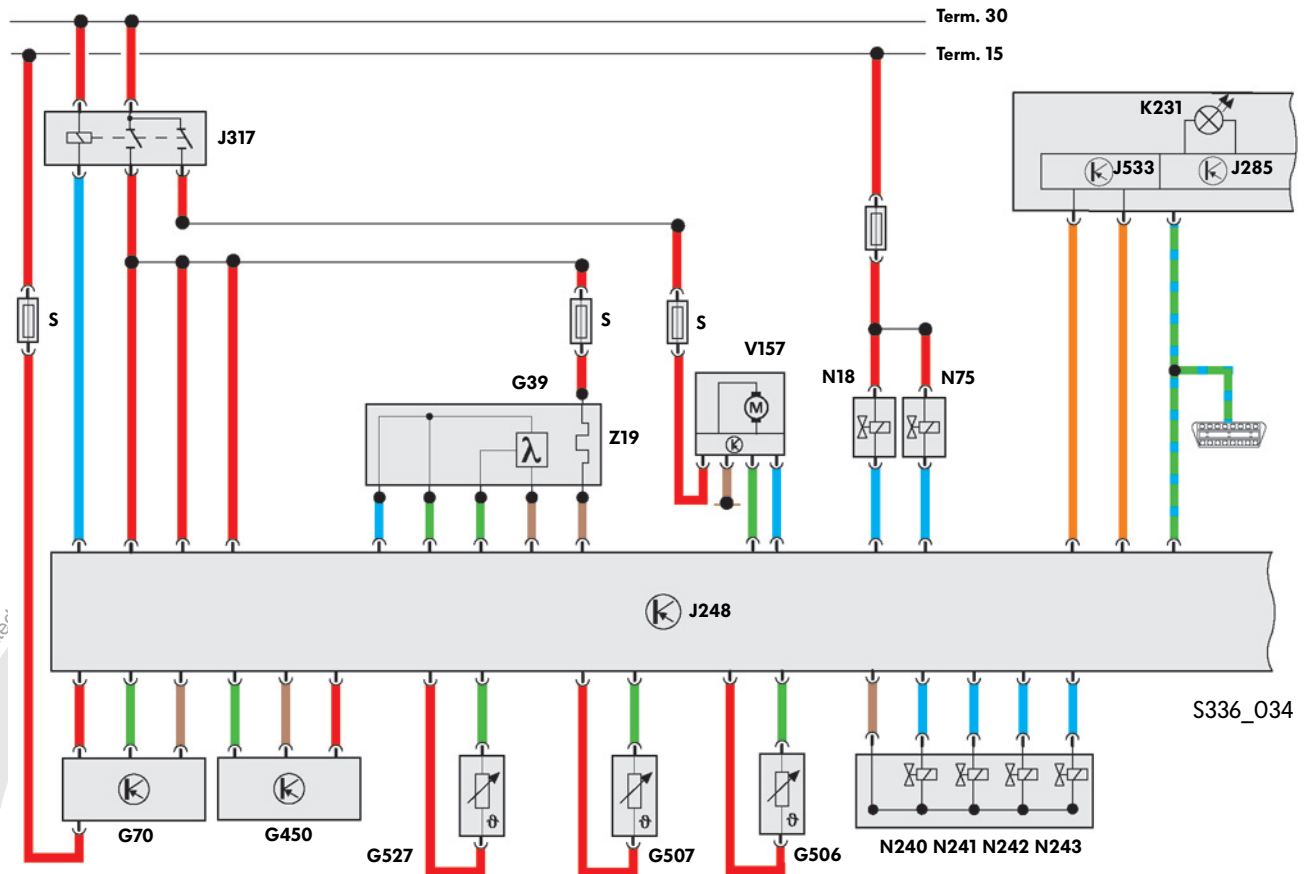 Term. 30
Term. 15
K231
J317
J533
J285
S
S
S
V157
G39
N18
N75
Z19
λ
M
J248
S336_034
ϑ
ϑ
ϑ
G70
G450
G527
G507
G506
N240 N241 N242 N243